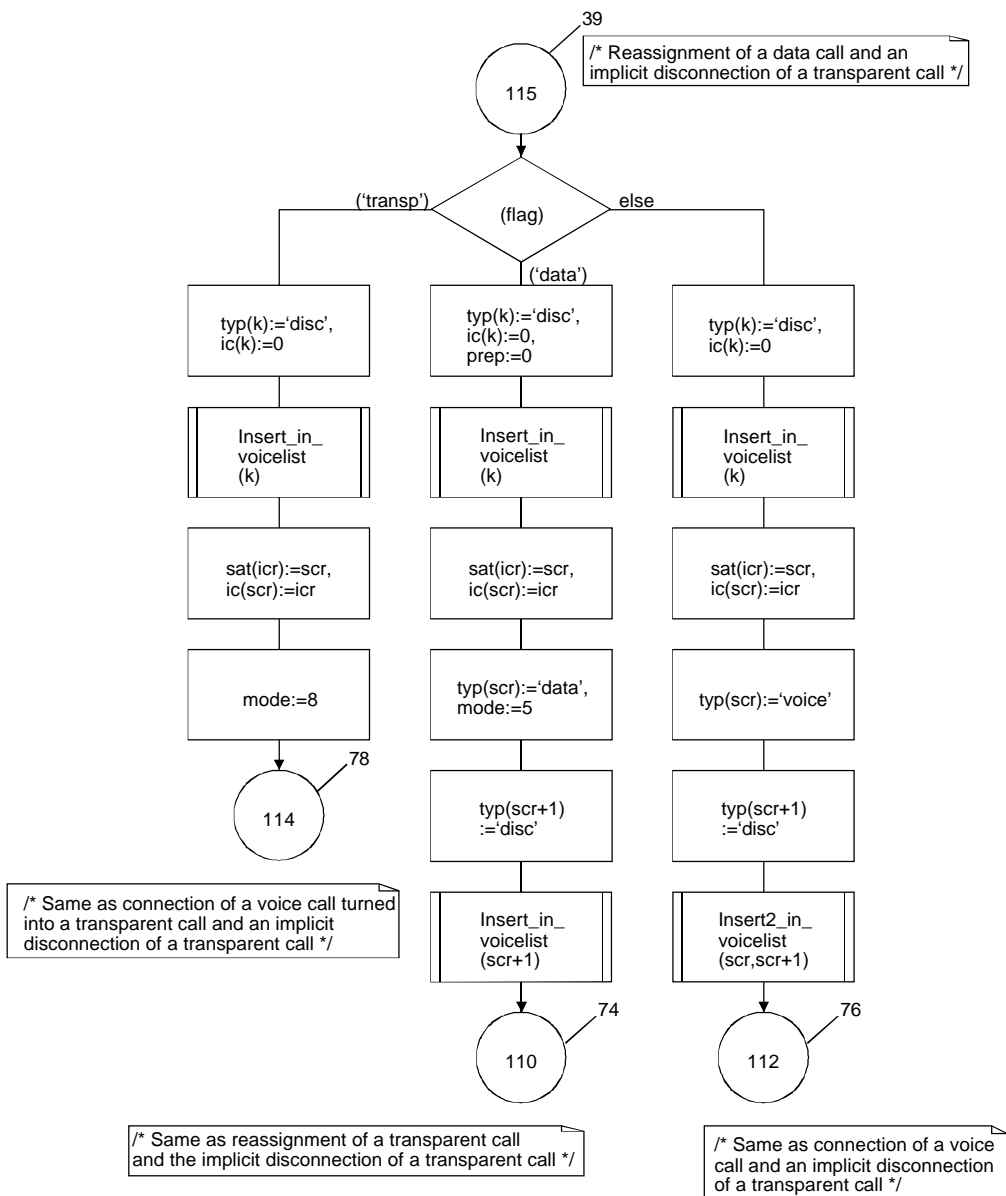 39
/* Reassignment of a data call and an
implicit disconnection of a transparent call */
115
(‘transp’)
(flag)
else
(‘data’)
typ(k):=‘disc’,
ic(k):=0
typ(k):=‘disc’,
ic(k):=0,
prep:=0
typ(k):=‘disc’,
ic(k):=0
Insert_in_
voicelist
(k)
Insert_in_
voicelist
(k)
Insert_in_
voicelist
(k)
sat(icr):=scr,
ic(scr):=icr
sat(icr):=scr,
ic(scr):=icr
sat(icr):=scr,
ic(scr):=icr
mode:=8
typ(scr):=‘data’,
mode:=5
typ(scr):=‘voice’
78
114
typ(scr+1)
:=‘disc’
typ(scr+1)
:=‘disc’
/* Same as connection of a voice call turned
into a transparent call and an implicit
disconnection of a transparent call */
Insert_in_
voicelist
(scr+1)
Insert2_in_
voicelist
(scr,scr+1)
74
110
76
112
/* Same as reassignment of a transparent call
and the implicit disconnection of a transparent call */
/* Same as connection of a voice
call and an implicit disconnection
of a transparent call */